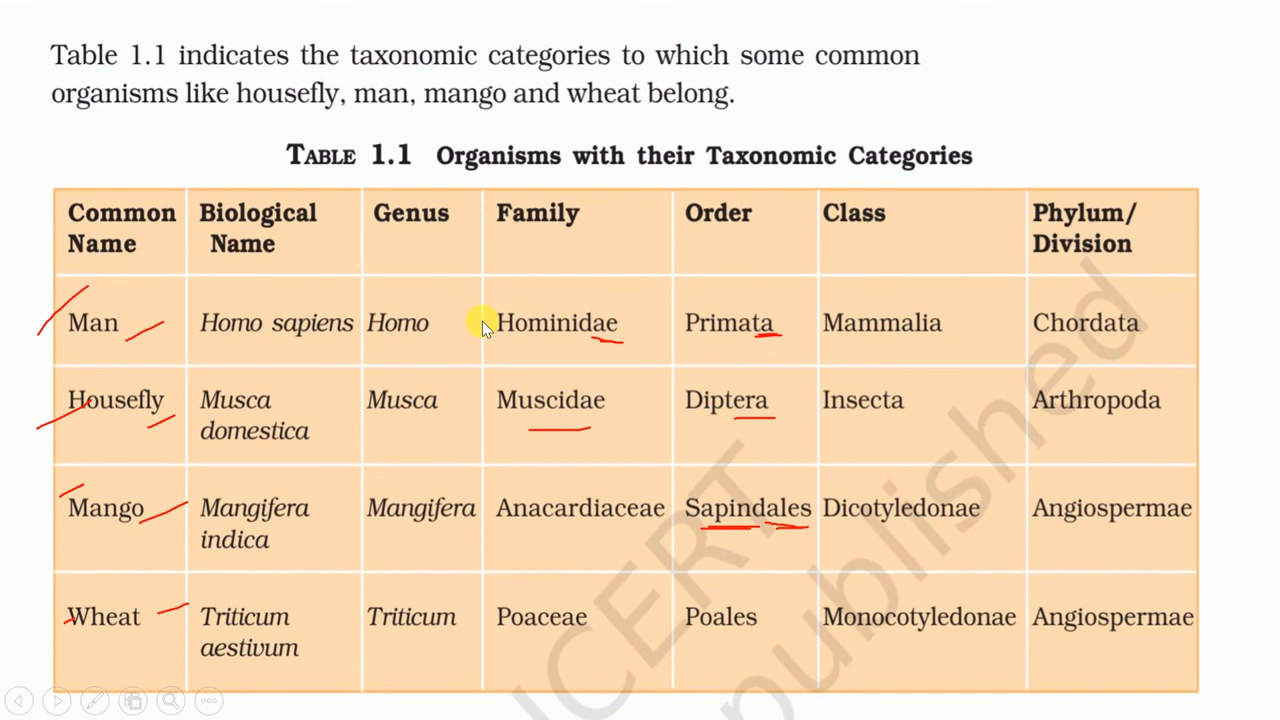 Table 1.1 indicates the taxonomic categories to which some common
organisms like housefly, man, mango and wheat belong.
TABLE 1.1 Organisms with their Taxonomic Categories
Common Name Biological Name Genus Family Order Class Phylum/ Division
Man Homo sapiens Homo Hominidae Primata Mammalia Chordata
Housefly Musca domestica Musca Muscidae Diptera Insecta Arthropoda
Mango Mangifera indica Mangifera Anacardiaceae Sapindales Dicotyledonae Angiospermae
Wheat Triticum aestivum Triticum Poaceae Poales Monocotyledonae Angiospermae
NCERT
published